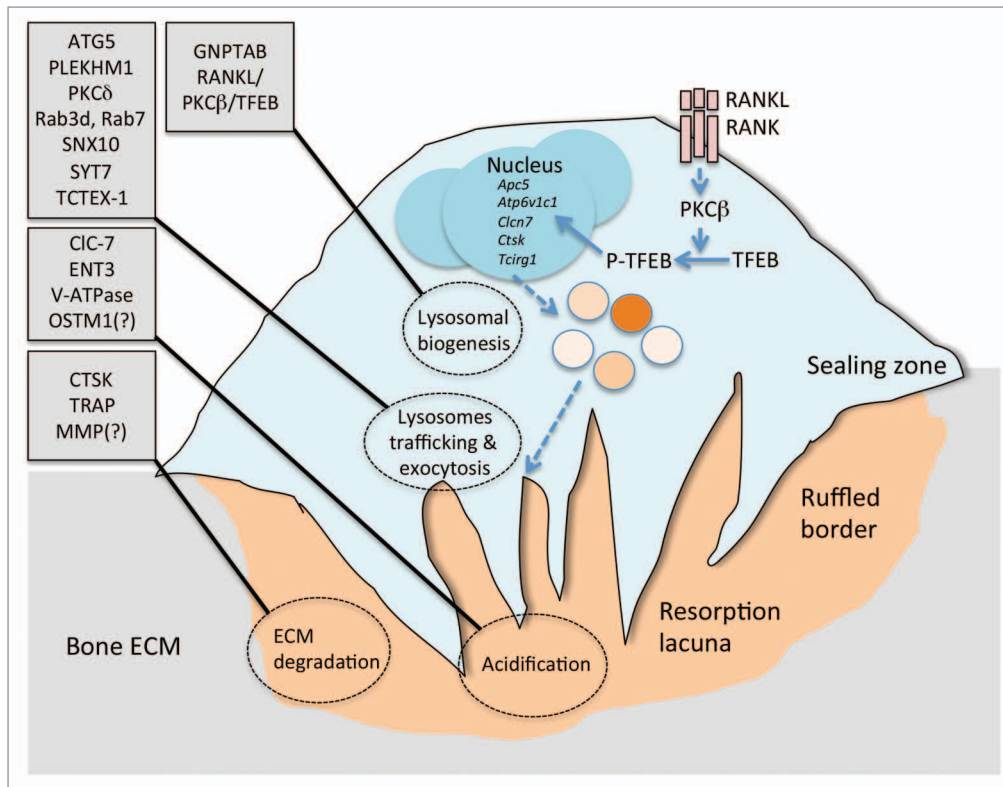 ATG5
PLEKHM1
PKCδ
Rab3d, Rab7
SNX10
SYT7
TCTEX-1
GNPTAB
RANKL/
PKCβ/TFEB
ClC-7
ENT3
V-ATPase
OSTM1(?)
CTSK
TRAP
MMP(?)
RANKL
RANK
PKCβ
P-TFEB
TFEB
Nucleus
Apc5
Atp6v1c1
Clcn7
Ctsk
Tcirg1
Lysosomal
biogenesis
Lysosomes
trafficking &
exocytosis
Sealing zone
Ruffled
border
Resorption
lacuna
Bone ECM
ECM
degradation
Acidification